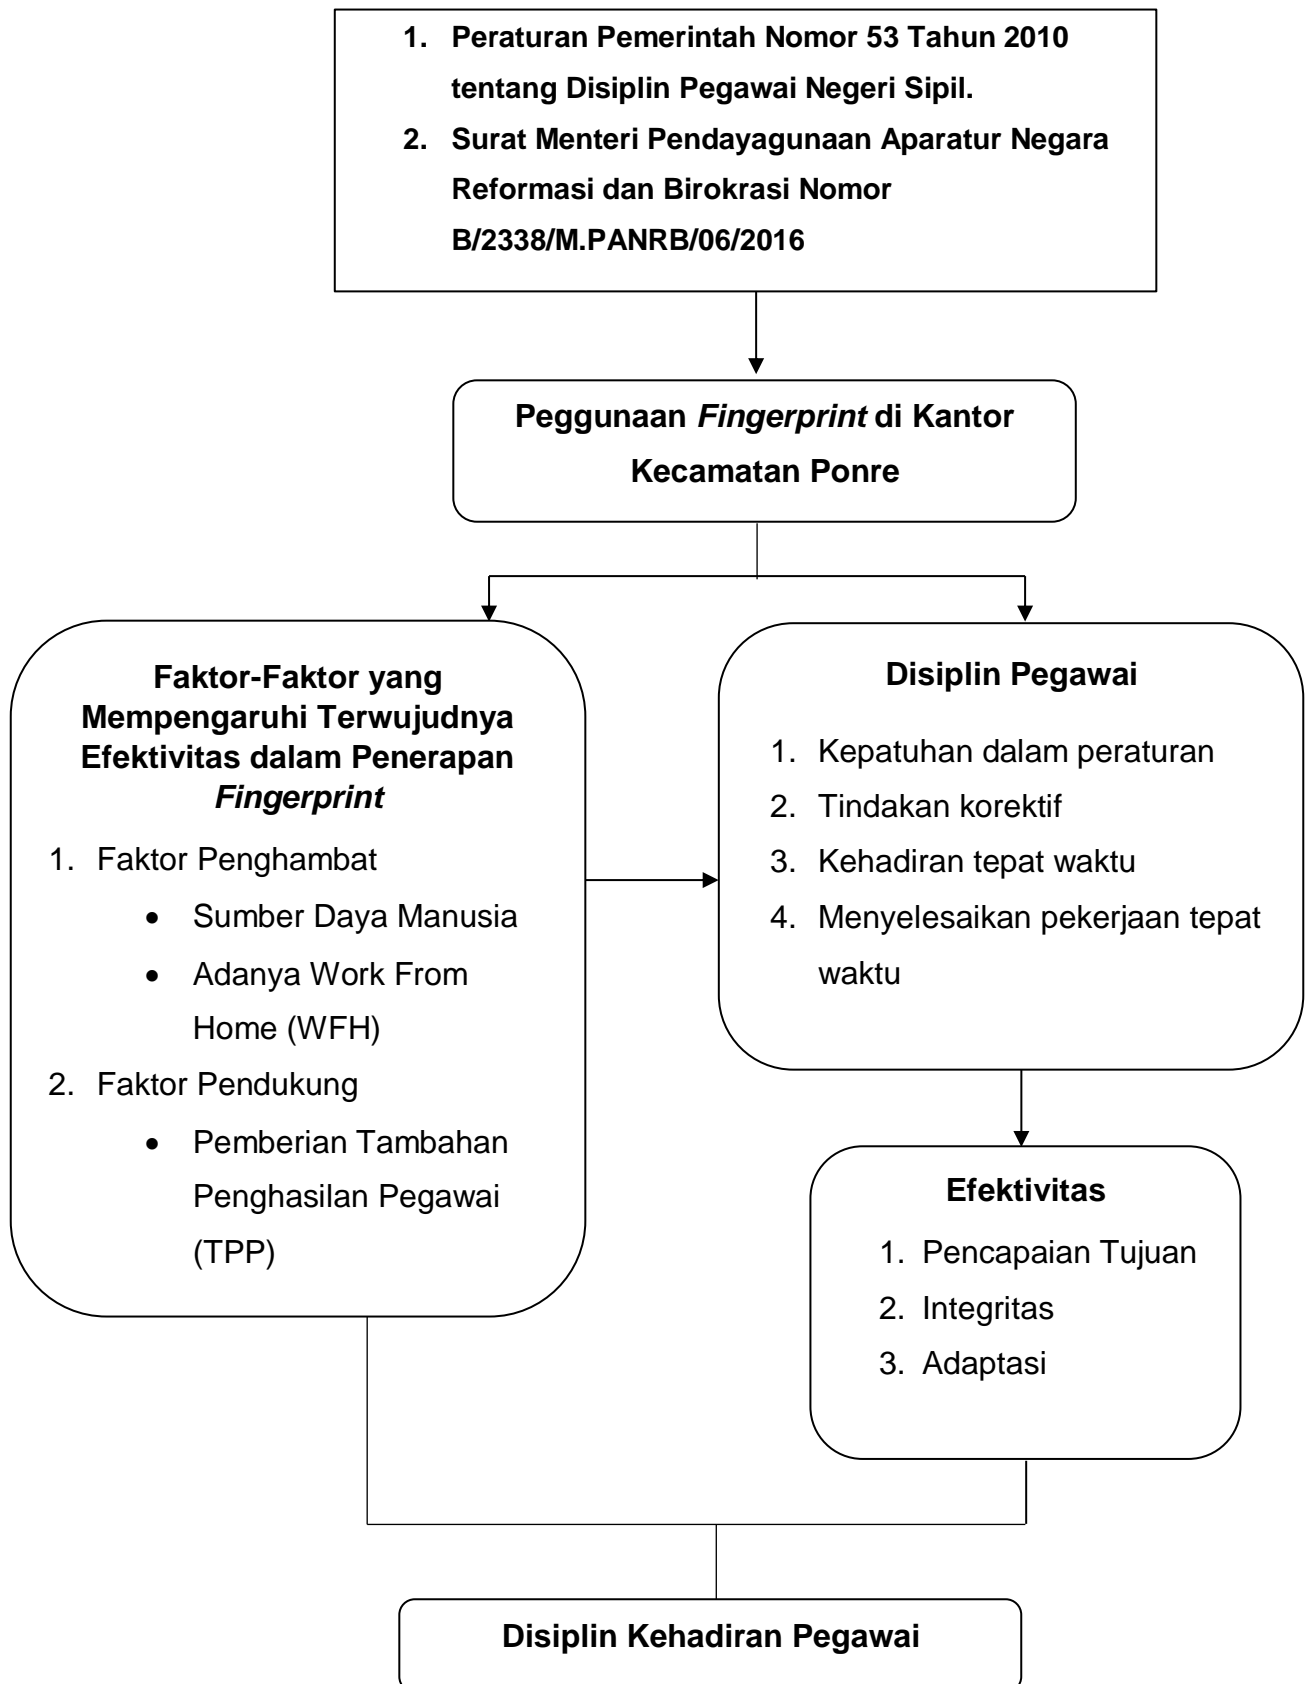 1. Peraturan Pemerintah Nomor 53 Tahun 2010
tentang Disiplin Pegawai Negeri Sipil.
2. Surat Menteri Pendayagunaan Aparatur Negara
Reformasi dan Birokrasi Nomor
B/2338/M.PANRB/06/2016
Peggunaan Fingerprint di Kantor
Kecamatan Ponre
Faktor-Faktor yang
Mempengaruhi Terwujudnya
Efektivitas dalam Penerapan
Fingerprint
1. Faktor Penghambat
• Sumber Daya Manusia
• Adanya Work From
Home (WFH)
2. Faktor Pendukung
• Pemberian Tambahan
Penghasilan Pegawai
(TPP)
Disiplin Pegawai
1. Kepatuhan dalam peraturan
2. Tindakan korektif
3. Kehadiran tepat waktu
4. Menyelesaikan pekerjaan tepat
waktu
Efektivitas
1. Pencapaian Tujuan
2. Integritas
3. Adaptasi
Disiplin Kehadiran Pegawai